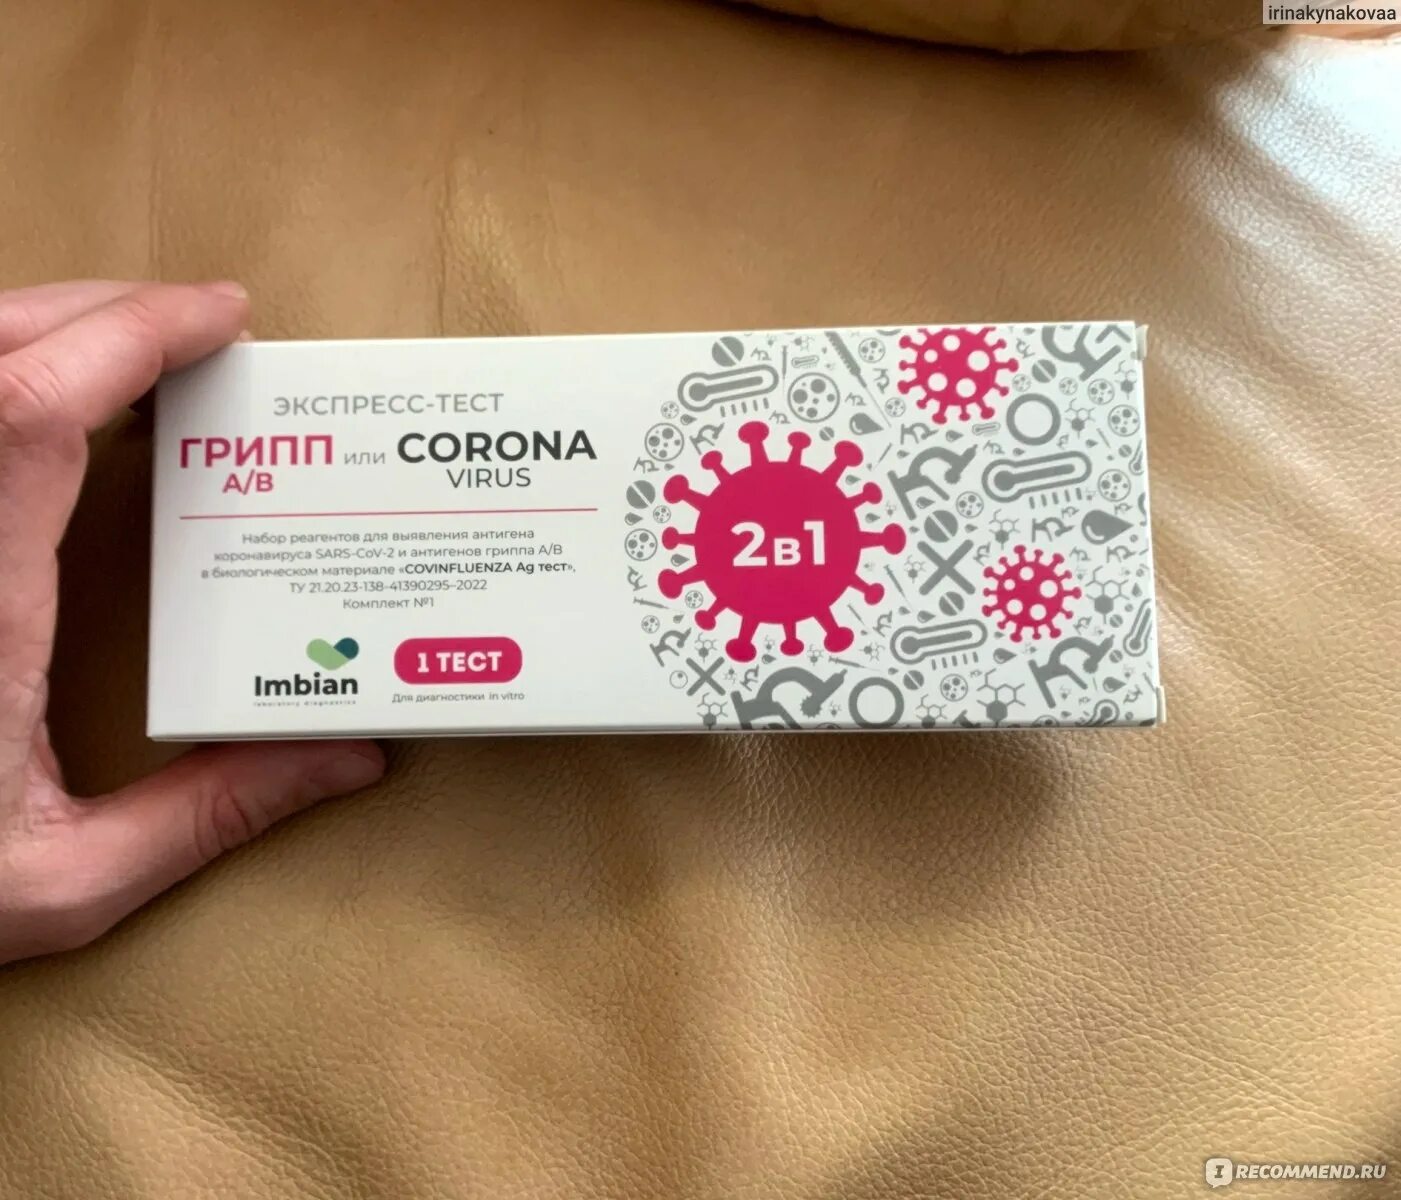 irinakynakovaa
ЭКСПРЕСС-ТЕСТ
ГРИПП или CORONA
A/B VIRUS
Набор реагентов для выявления антигена
коронавируса SARS-CoV-2 и антигенов гриппа A/B
в биологическом материале «COVINFLUENZA Ag тест»,
ТУ 21.20.23-138-41390295-2022
Комплект №1
Imbian
laboratory diagnostics
1 ТЕСТ
Для диагностики in vitro
2в1
I RECOMMEND.RU